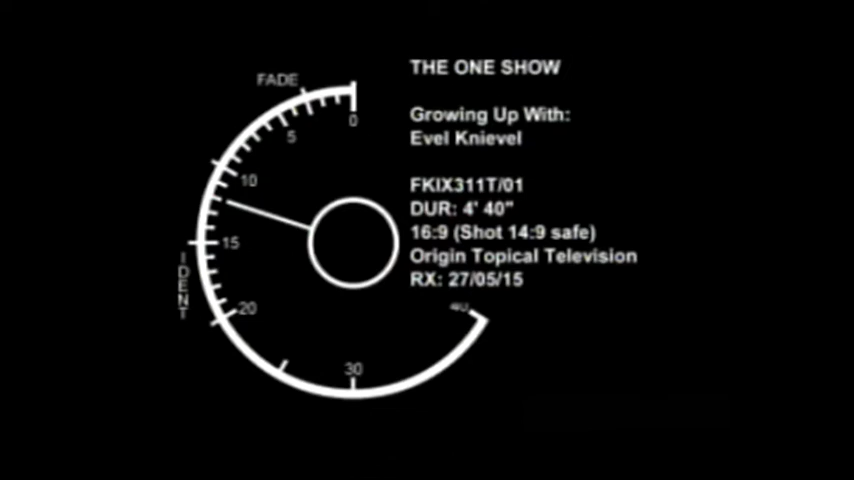 THE ONE SHOW
Growing Up With:
Evel Knievel
FKIX311T/01
DUR: 4' 40"
16:9 (Shot 14:9 safe)
Origin Topical Television
RX: 27/05/15
FADE
0
5
10
15
IDENT
20
30